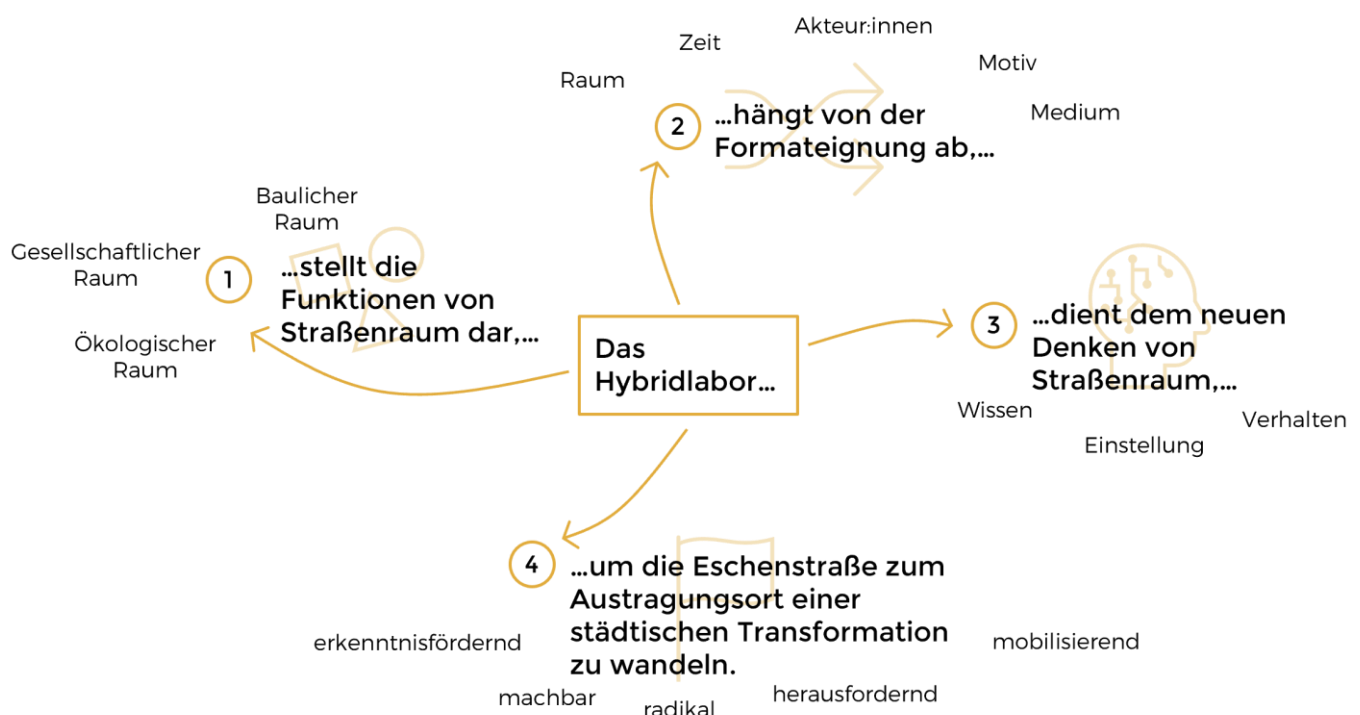 Das
Hybridlabor...
1
...stellt die
Funktionen von
Straßenraum dar,...
Baulicher
Raum
Gesellschaftlicher
Raum
Ökologischer
Raum
2
...hängt von der
Formateignung ab,...
Raum
Zeit
Akteur:innen
Motiv
Medium
3
...dient dem neuen
Denken von
Straßenraum,...
Wissen
Einstellung
Verhalten
4
...um die Eschenstraße zum
Austragungsort einer
städtischen Transformation
zu wandeln.
erkenntnisfördernd
machbar
radikal
herausfordernd
mobilisierend